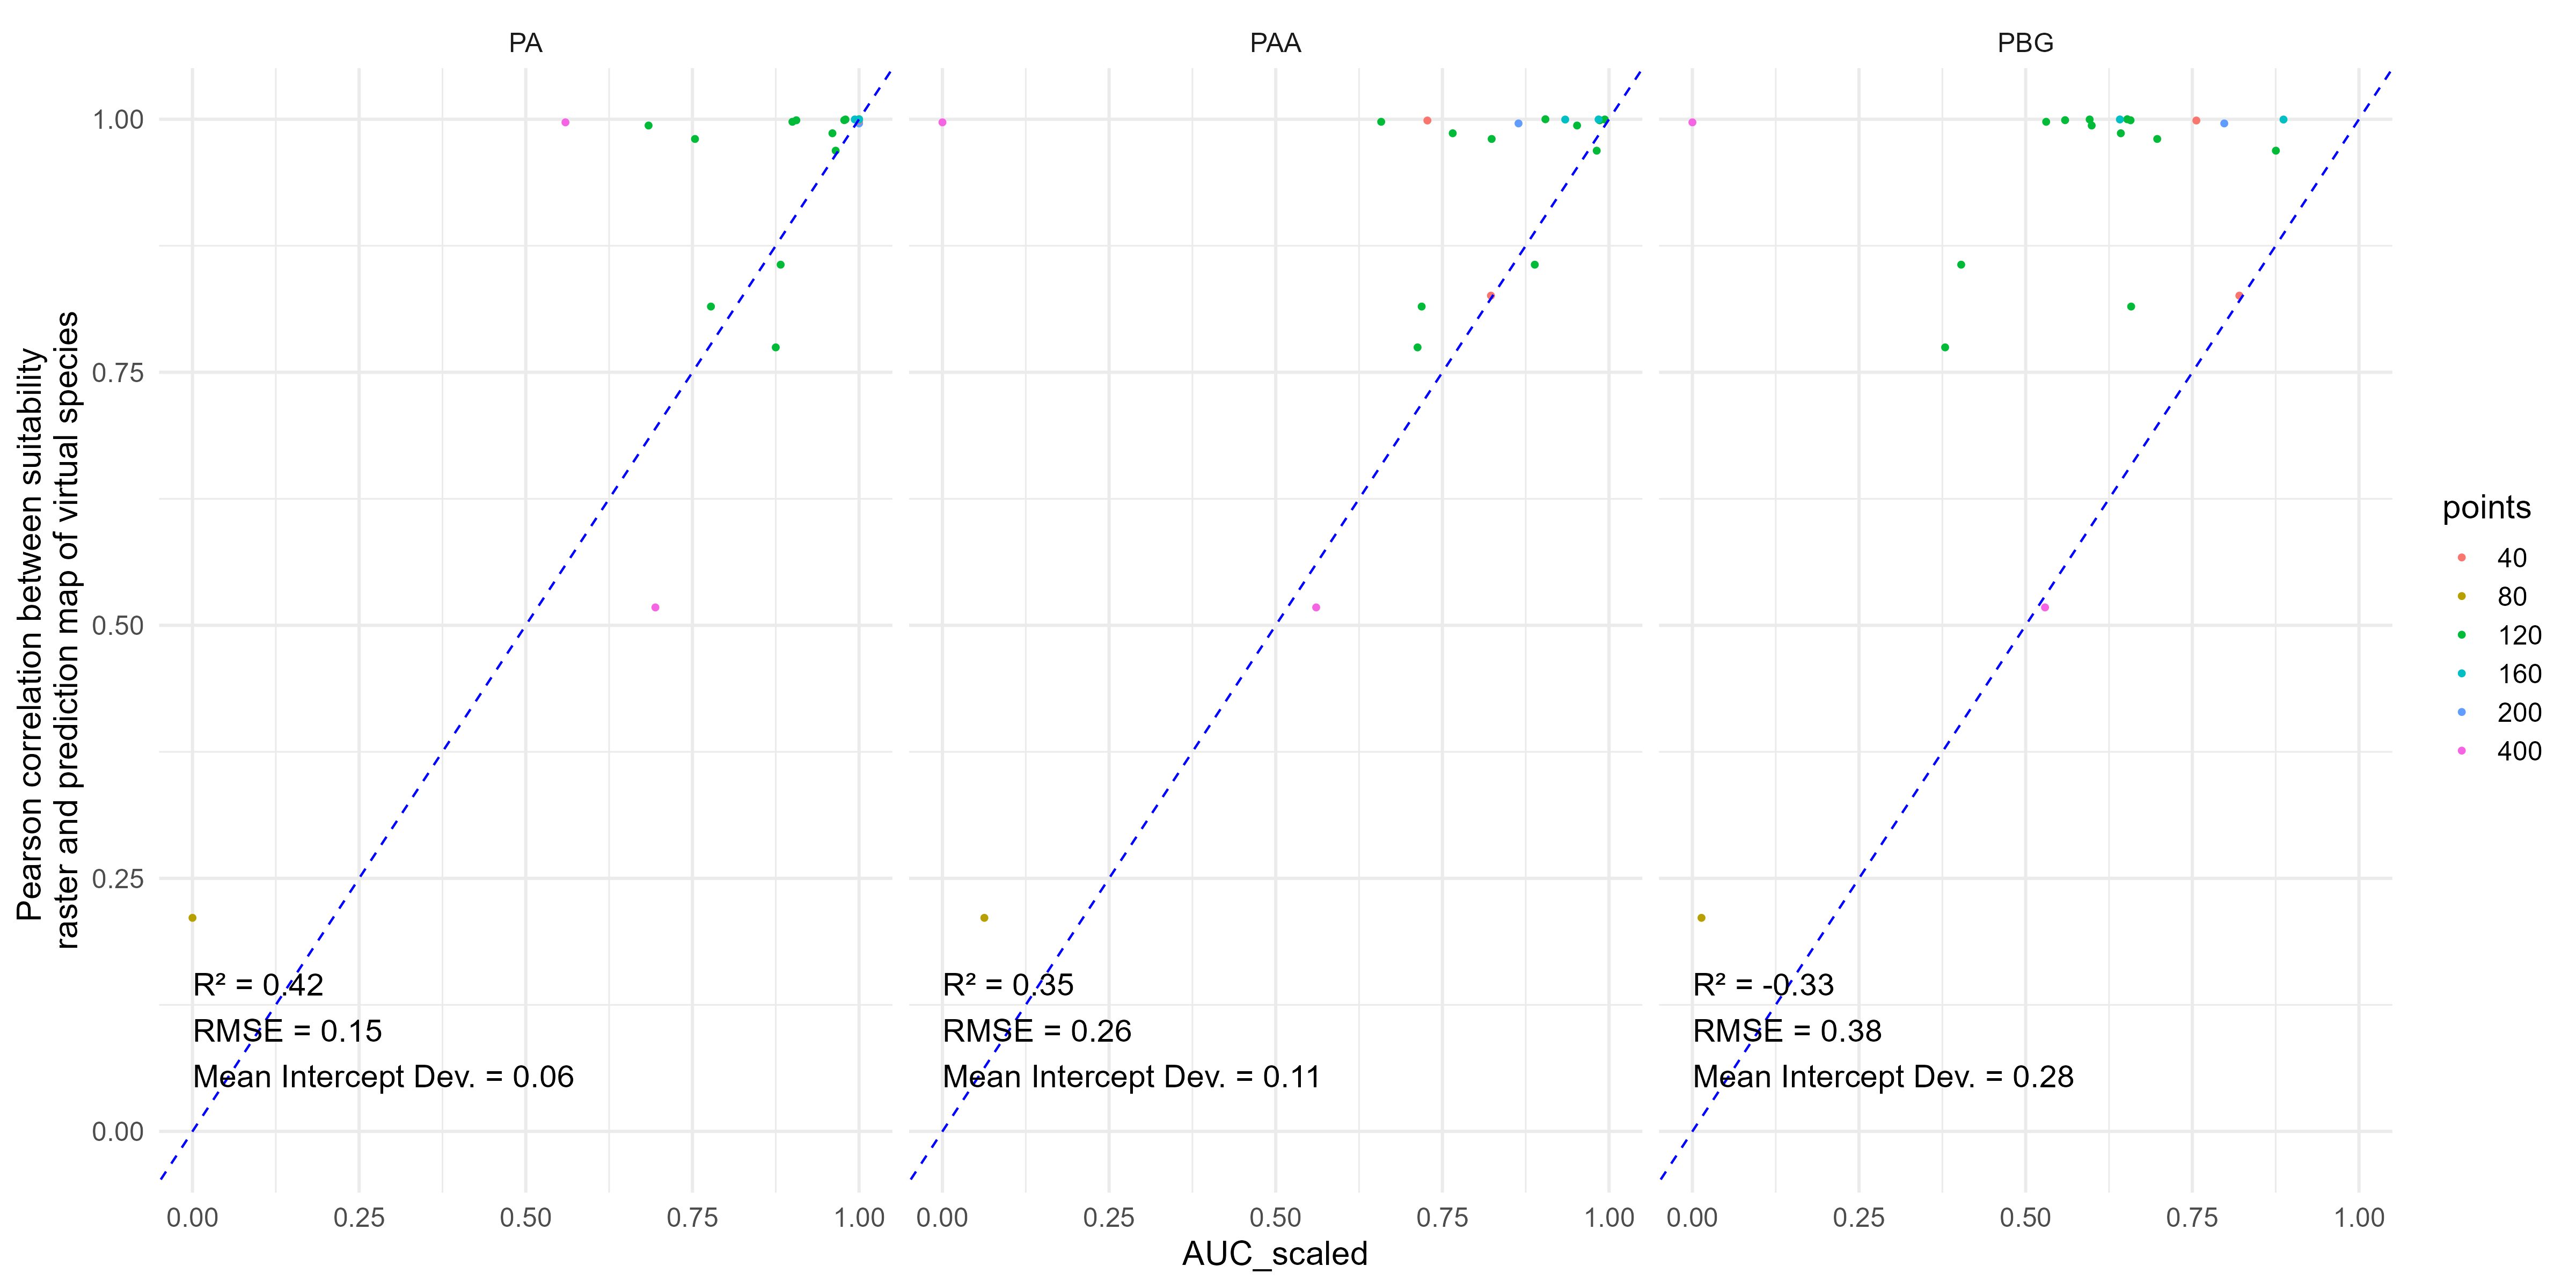 PA
PAA
PBG
Pearson correlation between suitability
raster and prediction map of virtual species
1.00
0.75
0.50
0.25
0.00
R² = 0.42
RMSE = 0.15
Mean Intercept Dev. = 0.06
R² = 0.35
RMSE = 0.26
Mean Intercept Dev. = 0.11
R² = -0.33
RMSE = 0.38
Mean Intercept Dev. = 0.28
0.00 0.25 0.50 0.75 1.00
0.00 0.25 0.50 0.75 1.00
0.00 0.25 0.50 0.75 1.00
AUC_scaled
points
40
80
120
160
200
400